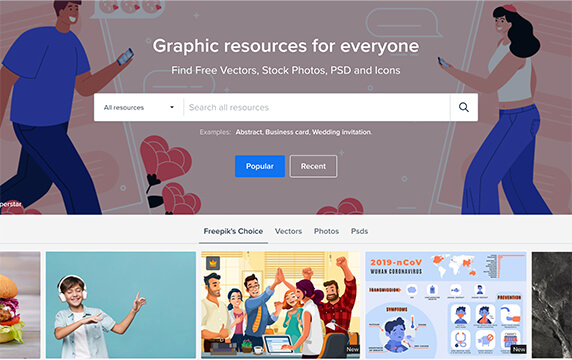 Graphic resources for everyone
Find Free Vectors, Stock Photos, PSD and Icons
All resources
Search all resources
Examples: Abstract, Business card, Wedding invitation.
Popular
Recent
perstar
Freepik's Choice
Vectors
Photos
Psds
2019-nCoV
WUHAN CORONAVIRUS
TRANSMISSION
SYMPTOM
PREVENTION
New
New